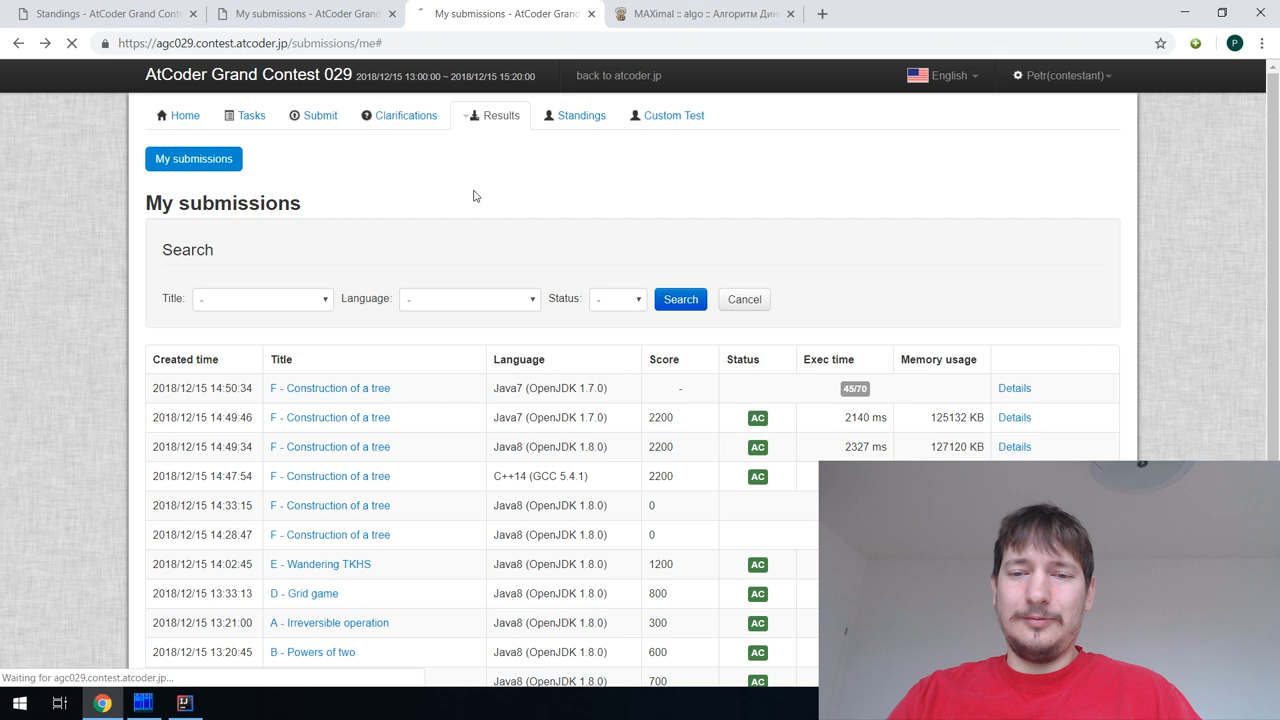 Standings - AtCoder Grand Cont
My submissions - AtCoder Grand
My submissions - AtCoder Grand
MAXimal :: algo :: Алгоритм Дин
https://agc029.contest.atcoder.jp/submissions/me#
P
AtCoder Grand Contest 029 2018/12/15 13:00:00 ~ 2018/12/15 15:20:00 back to atcoder.jp English Petr(contestant)
Home Tasks Submit Clarifications Results Standings Custom Test
My submissions
My submissions
Search
Title: - Language: - Status: - Search Cancel
Created time Title Language Score Status Exec time Memory usage
2018/12/15 14:50:34 F - Construction of a tree Java7 (OpenJDK 1.7.0) - 45/70 Details
2018/12/15 14:49:46 F - Construction of a tree Java7 (OpenJDK 1.7.0) 2200 AC 2140 ms 125132 KB Details
2018/12/15 14:49:34 F - Construction of a tree Java8 (OpenJDK 1.8.0) 2200 AC 2327 ms 127120 KB Details
2018/12/15 14:47:54 F - Construction of a tree C++14 (GCC 5.4.1) 2200 AC
2018/12/15 14:33:15 F - Construction of a tree Java8 (OpenJDK 1.8.0) 0
2018/12/15 14:28:47 F - Construction of a tree Java8 (OpenJDK 1.8.0) 0
2018/12/15 14:02:45 E - Wandering TKHS Java8 (OpenJDK 1.8.0) 1200 AC
2018/12/15 13:33:13 D - Grid game Java8 (OpenJDK 1.8.0) 800 AC
2018/12/15 13:21:00 A - Irreversible operation Java8 (OpenJDK 1.8.0) 300 AC
2018/12/15 13:20:45 B - Powers of two Java8 (OpenJDK 1.8.0) 600 AC
Java8 (OpenJDK 1.8.0) 700 AC
Waiting for agc029.contest.atcoder.jp...